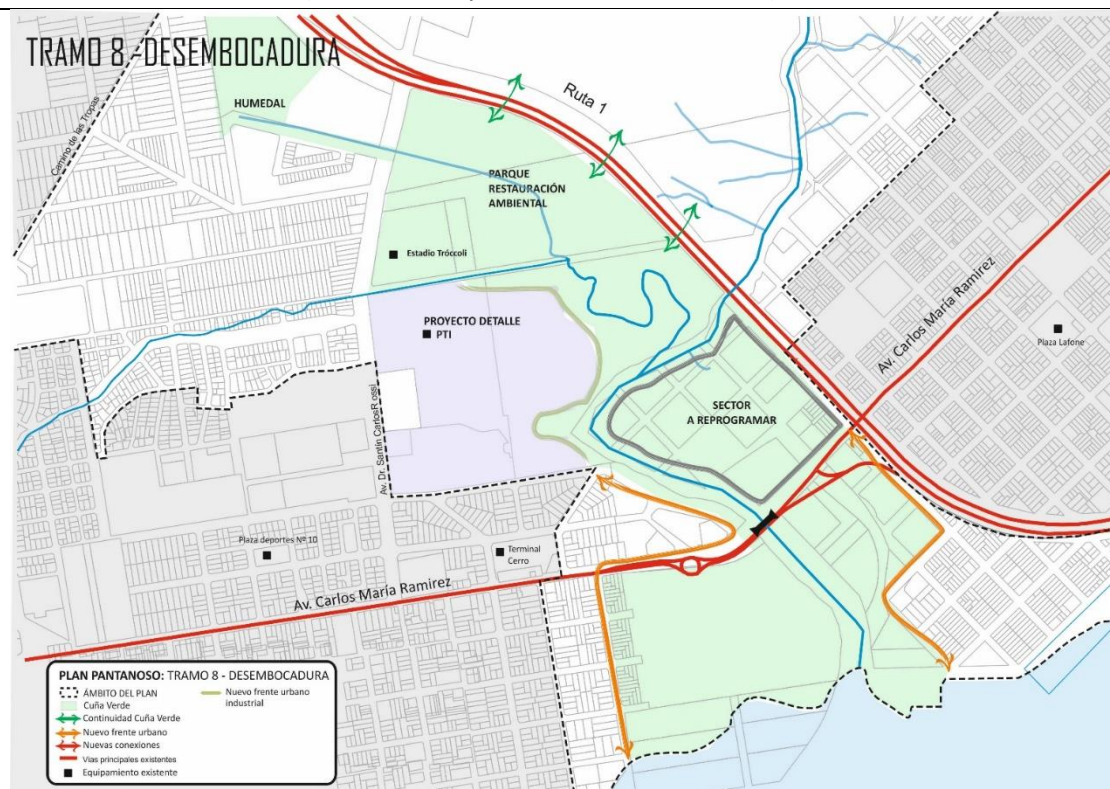 TRAMO 8 - DESEMBOCADURA
HUMEDAL
Ruta 1
Camino de las Tropas
PARQUE
RESTAURACIÓN
AMBIENTAL
Estadio Tróccoli
Av. Carlos María Ramirez
PROYECTO DETALLE
PTI
Plaza Lafone
SECTOR
A REPROGRAMAR
Av. Dr. Santín Carlos Rossi
Plaza deportes Nº 10
Terminal
Cerro
Av. Carlos María Ramirez
PLAN PANTANOSO: TRAMO 8 - DESEMBOCADURA
ÁMBITO DEL PLAN
Cuña Verde
Continuidad Cuña Verde
Nuevo frente urbano
Nuevas conexiones
Vias principales existentes
Equipamiento existente
Nuevo frente urbano
industrial